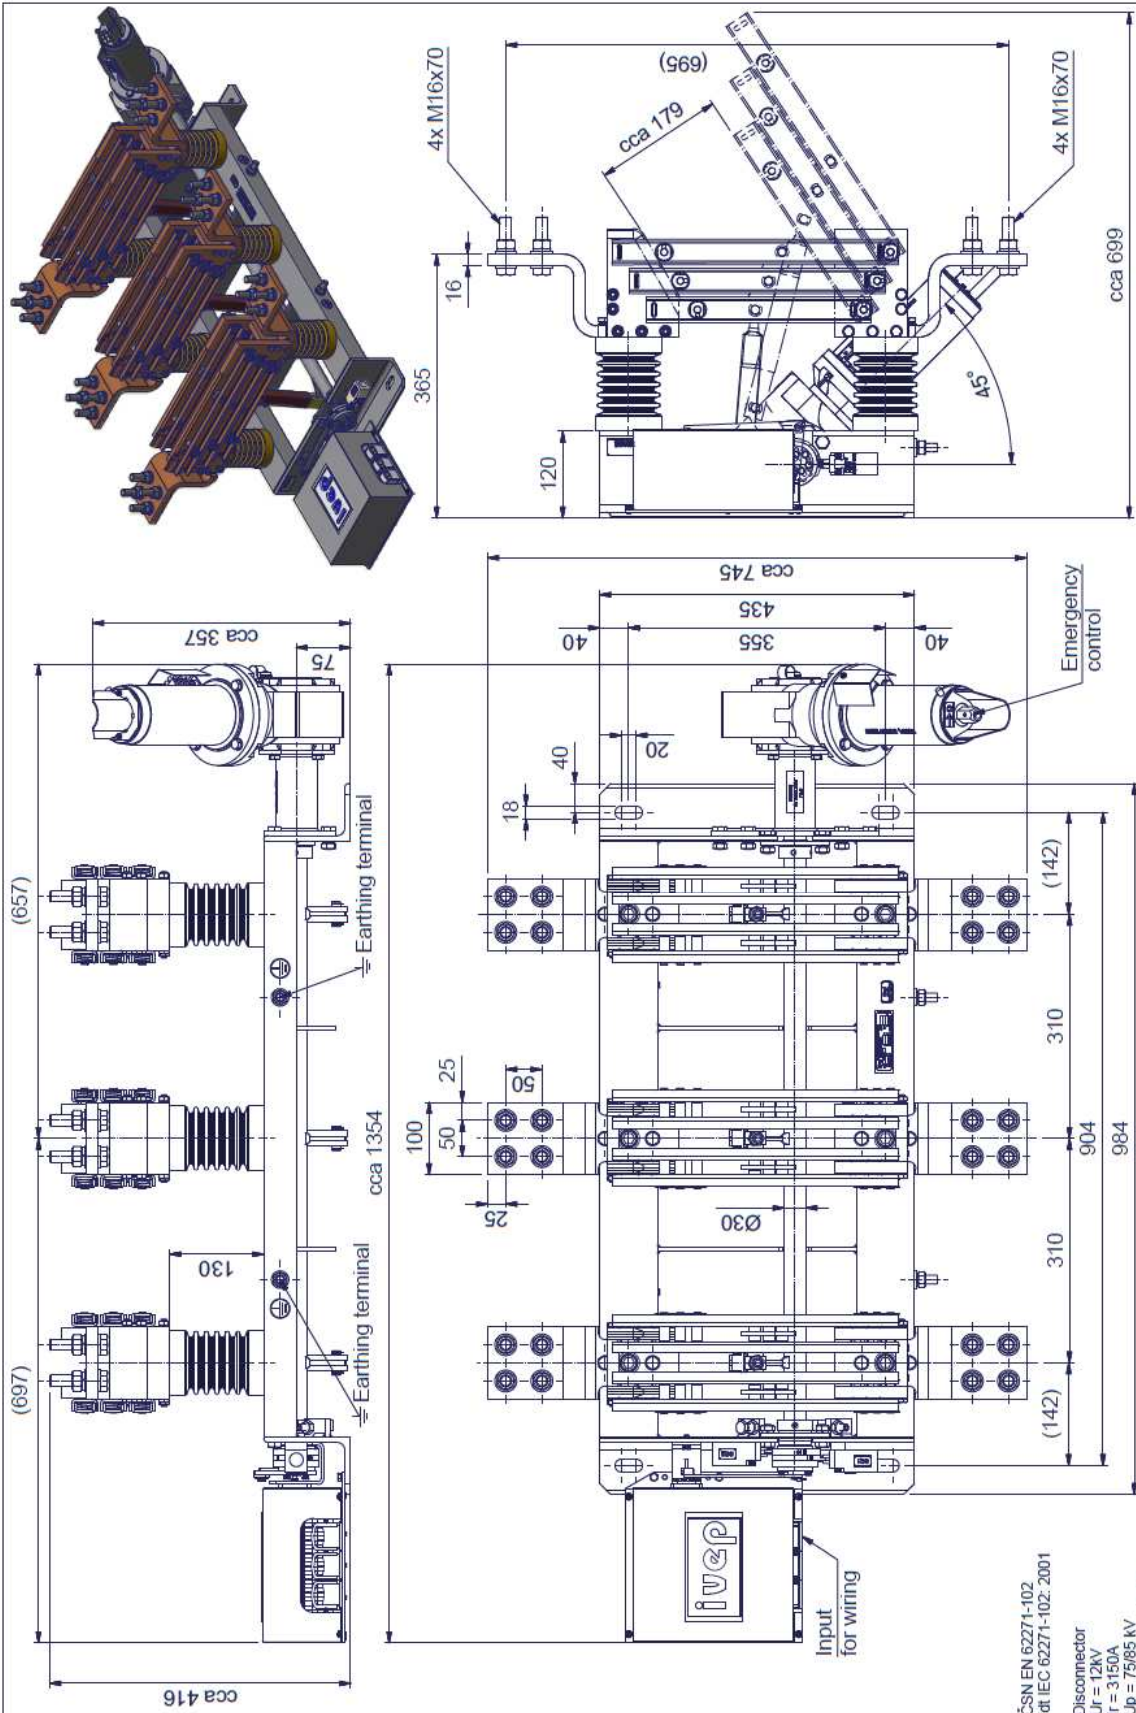 ivep
4x M16x70
(695)
4x M16x70
cca 179
16
365
120
45°
cca 699
cca 357
75
(657)
Earthing terminal
130
Earthing terminal
(697)
cca 416
cca 1354
cca 745
435
40
355
40
Emergency
control
20
40
18
(142)
25
50
100
50
25
310
Ø30
904
984
310
(142)
ivep
Input
for wiring
ČSN EN 62271-102
dt IEC 62271-102: 2001
Disconnector
Ur = 12kV
Ir = 3150A
Up = 75/85 kV